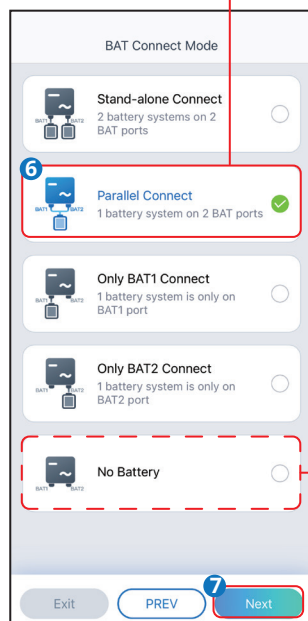 BAT Connect Mode
Stand-alone Connect
2 battery systems on 2
BAT ports
BAT1 BAT2
6
Parallel Connect
1 battery system on 2 BAT ports
BAT1 BAT2
Only BAT1 Connect
1 battery system is only on
BAT1 port
BAT1 BAT2
Only BAT2 Connect
1 battery system is only on
BAT2 port
BAT1 BAT2
No Battery
BAT1 BAT2
7
Exit
PREV
Next